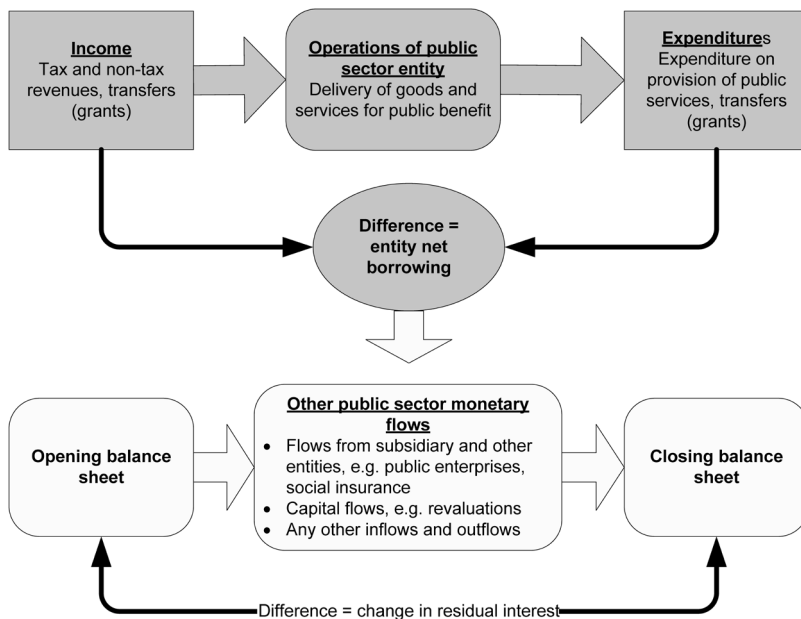 Income
Tax and non-tax
revenues, transfers
(grants)
Operations of public
sector entity
Delivery of goods and
services for public benefit
Expenditures
Expenditure on
provision of public
services, transfers
(grants)
Difference =
entity net
borrowing
Opening balance
sheet
Other public sector monetary
flows
• Flows from subsidiary and other
entities, e.g. public enterprises,
social insurance
• Capital flows, e.g. revaluations
• Any other inflows and outflows
Closing balance
sheet
Difference = change in residual interest